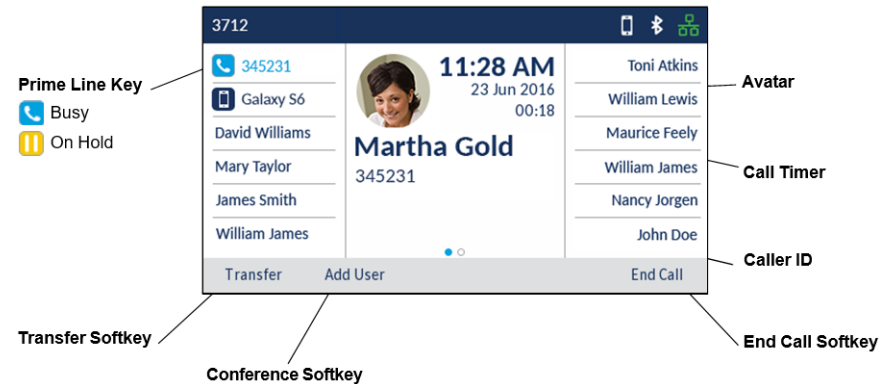 3712
345231
Galaxy S6
David Williams
Mary Taylor
James Smith
William James
11:28 AM
23 Jun 2016
00:18
Martha Gold
345231
Toni Atkins
William Lewis
Maurice Feely
William James
Nancy Jorgen
John Doe
Transfer
Add User
End Call
Prime Line Key
Busy
On Hold
Avatar
Call Timer
Caller ID
Transfer Softkey
Conference Softkey
End Call Softkey